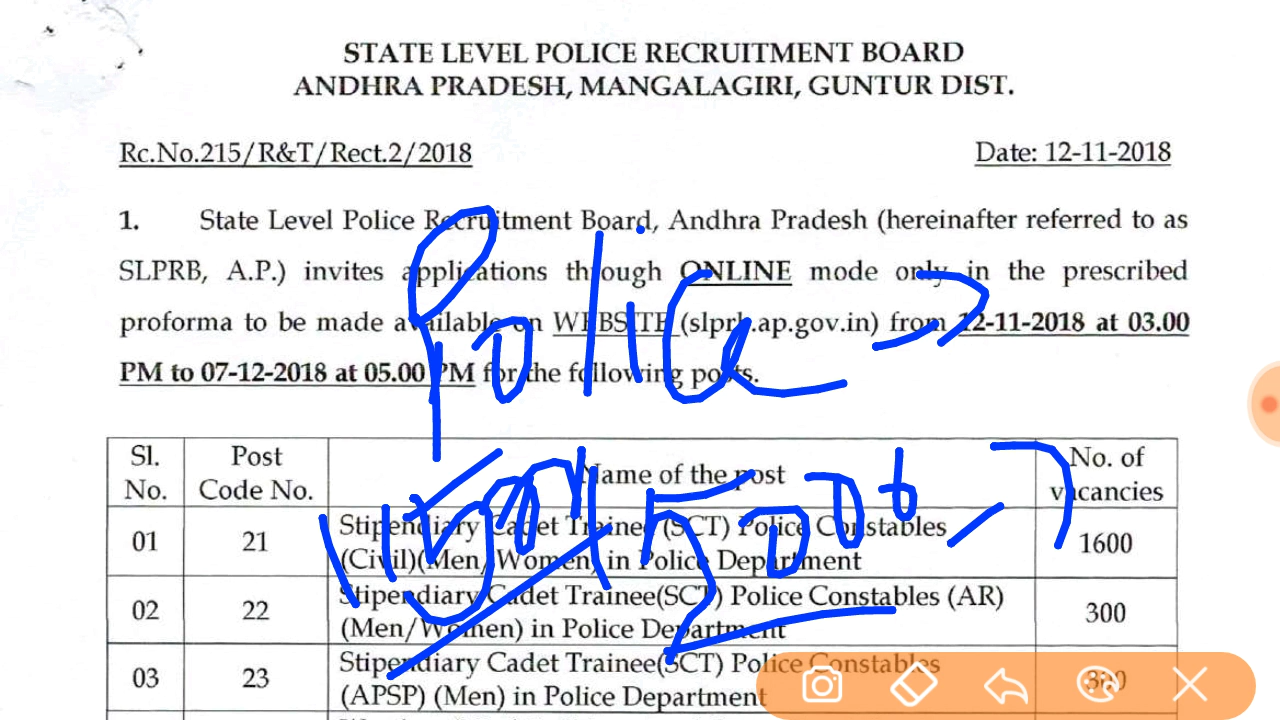 STATE LEVEL POLICE RECRUITMENT BOARD
ANDHRA PRADESH, MANGALAGIRI, GUNTUR DIST.
Rc.No.215/R&T/Rect.2/2018 Date: 12-11-2018
1. State Level Police Recruitment Board, Andhra Pradesh (hereinafter referred to as
SLPRB, A.P.) invites applications through ONLINE mode only in the prescribed
proforma to be made available on WEBSITE (slprb.ap.gov.in) from 12-11-2018 at 03.00
PM to 07-12-2018 at 05.00 PM for the following posts.
Police
Sl. No. Post Code No. Name of the post No. of vacancies
01 21 Stipendiary Cadet Trainee (SCT) Police Constables (Civil)(Men/Women) in Police Department 1600
02 22 Stipendiary Cadet Trainee(SCT) Police Constables (AR) (Men/Women) in Police Department 300
03 23 Stipendiary Cadet Trainee(SCT) Police Constables (APSP) (Men) in Police Department